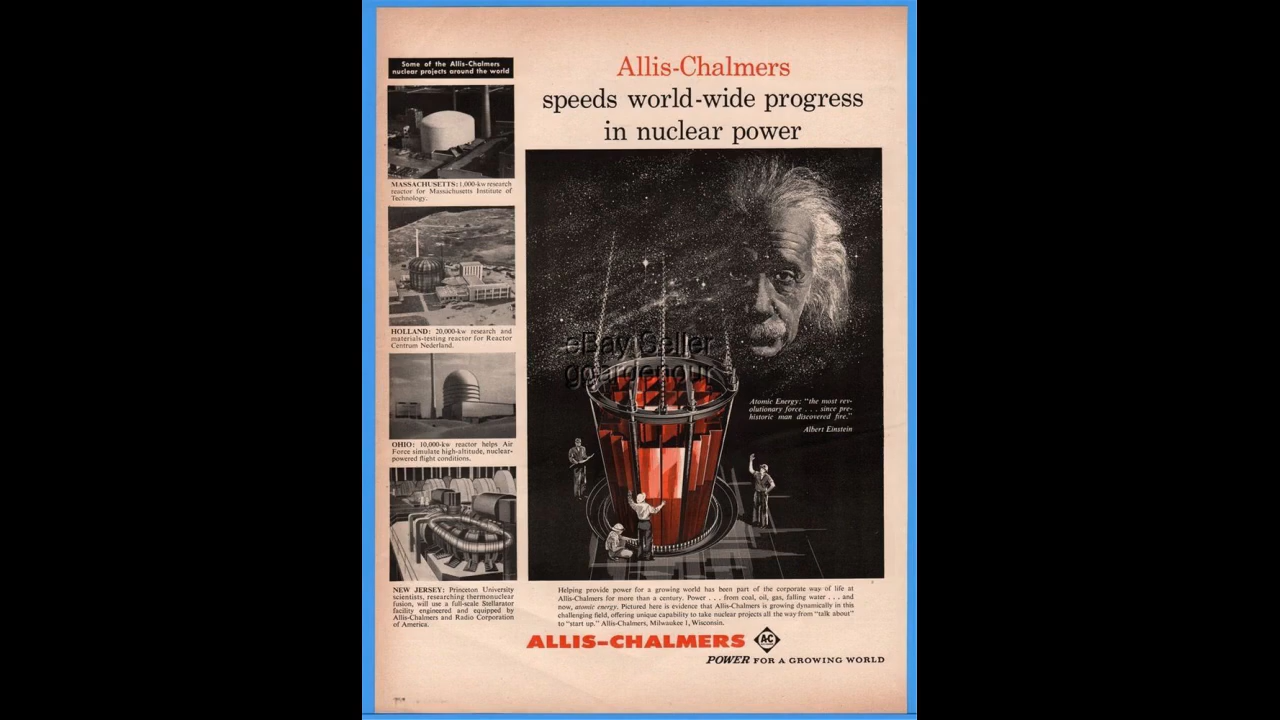 Some of the Allis-Chalmers
nuclear projects around the world
MASSACHUSETTS: 1,000-kw research
reactor for Massachusetts Institute of
Technology.
HOLLAND: 20,000-kw research and
materials-testing reactor for Reactor
Centrum Nederland.
OHIO: 10,000-kw reactor helps Air
Force simulate high-altitude, nuclear-
powered flight conditions.
NEW JERSEY: Princeton University
scientists, researching thermonuclear
fusion, will use a full-scale Stellarator
facility engineered and equipped by
Allis-Chalmers and Radio Corporation
of America.
Allis-Chalmers
speeds world-wide progress
in nuclear power
eBay Seller
gojargehour
Atomic Energy: "the most rev-
olutionary force . . . since pre-
historic man discovered fire."
Albert Einstein
Helping provide power for a growing world has been part of the corporate way of life at
Allis-Chalmers for more than a century. Power . . . from coal, oil, gas, falling water . . . and
now, atomic energy. Pictured here is evidence that Allis-Chalmers is growing dynamically in this
challenging field, offering unique capability to take nuclear projects all the way from "talk about"
to "start up." Allis-Chalmers, Milwaukee 1, Wisconsin.
ALLIS-CHALMERS
AC
POWER FOR A GROWING WORLD